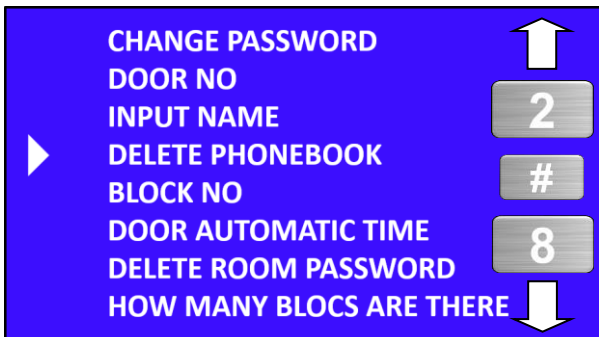 CHANGE PASSWORD
DOOR NO
INPUT NAME
2
DELETE PHONEBOOK
#
BLOCK NO
DOOR AUTOMATIC TIME
8
DELETE ROOM PASSWORD
HOW MANY BLOCS ARE THERE